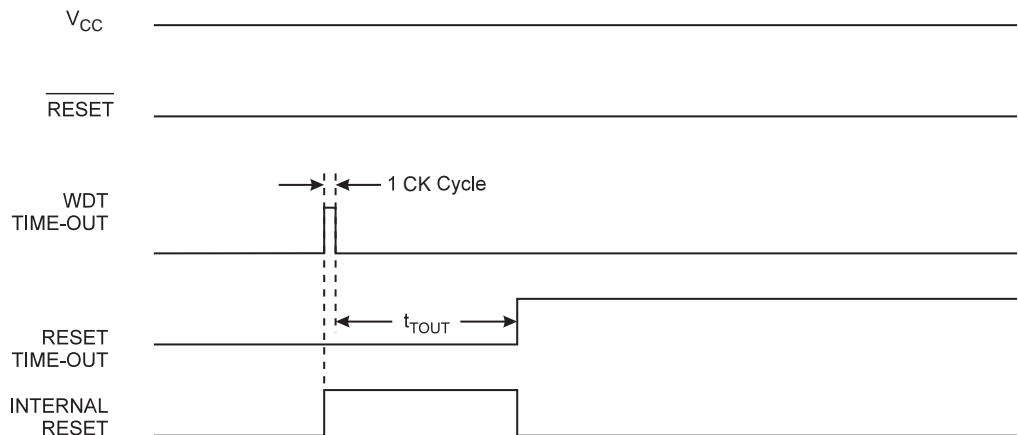 VCC
RESET
1 CK Cycle
WDT
TIME-OUT
tTOUT
RESET
TIME-OUT
INTERNAL
RESET